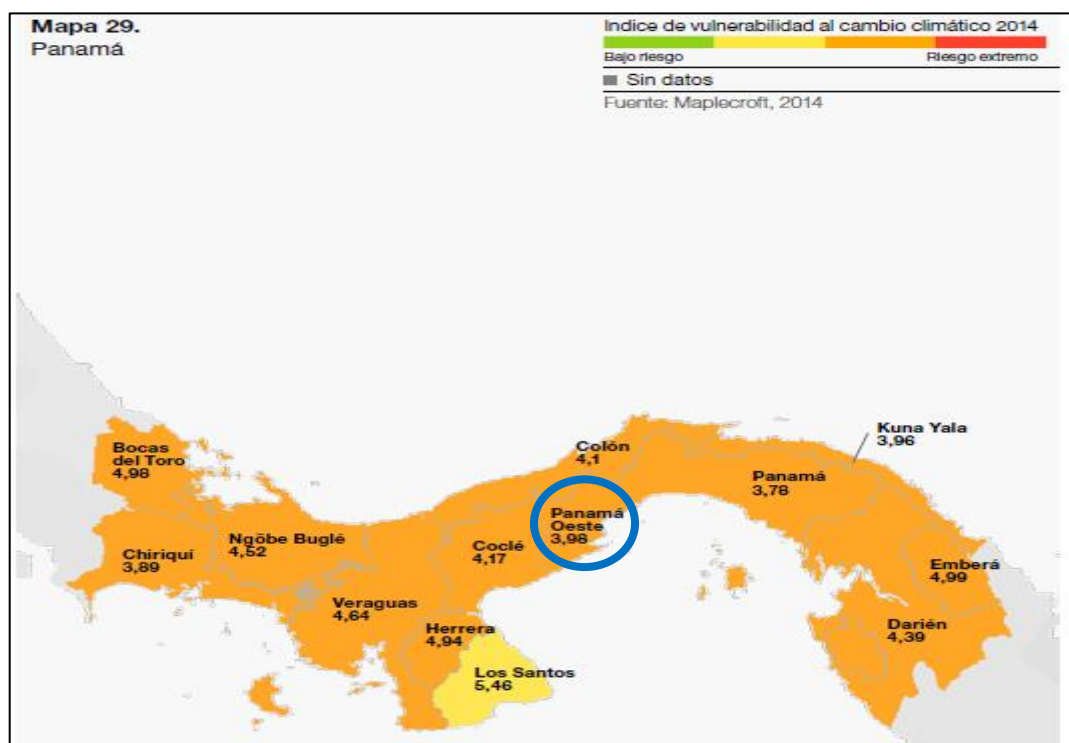 Mapa 29.
Panamá
Indice de vulnerabilidad al cambio climático 2014
Bajo riesgo
Riesgo extremo
Sin datos
Fuente: Maplecroft, 2014
Bocas
del Toro
4,98
Chiriquí
3,89
Ngöbe Buglé
4,52
Veraguas
4,64
Herrera
4,94
Los Santos
5,46
Coclé
4,17
Colón
4,1
Panamá
Oeste
3,98
Panamá
3,78
Kuna Yala
3,96
Emberá
4,99
Darién
4,39